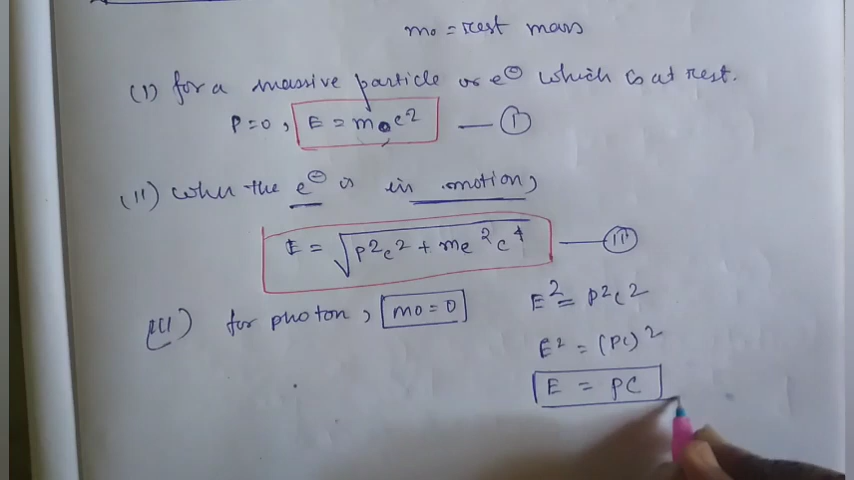 m₀ = rest mass
(I) for a massive particle or e⊖ which is at rest.
P=0, E = m₀c² — (I)
(II) when the e⊖ is in motion,
E = √P²c² + me²c⁴ — (II)
(III) for photon, m₀ = 0
E² = P²c²
E² = (PC)²
E = PC